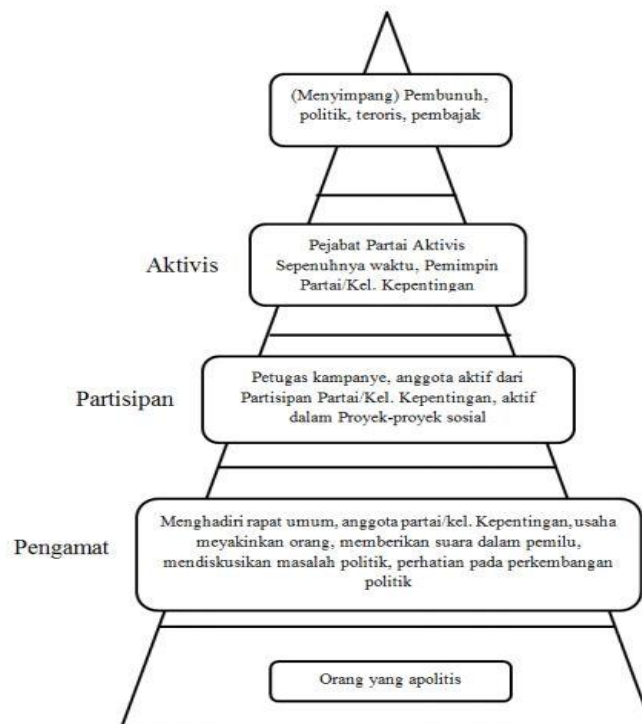 (Menyimpang) Pembunuh,
politik, teroris, pembajak
Aktivis
Pejabat Partai Aktivis
Sepenuhnya waktu, Pemimpin
Partai/Kel. Kepentingan
Partisipan
Petugas kampanye, anggota aktif dari
Partisipan Partai/Kel. Kepentingan, aktif
dalam Proyek-proyek sosial
Pengamat
Menghadiri rapat umum, anggota partai/kel. Kepentingan, usaha
meyakinkan orang, memberikan suara dalam pemilu,
mendiskusikan masalah politik, perhatian pada perkembangan
politik
Orang yang apolitis